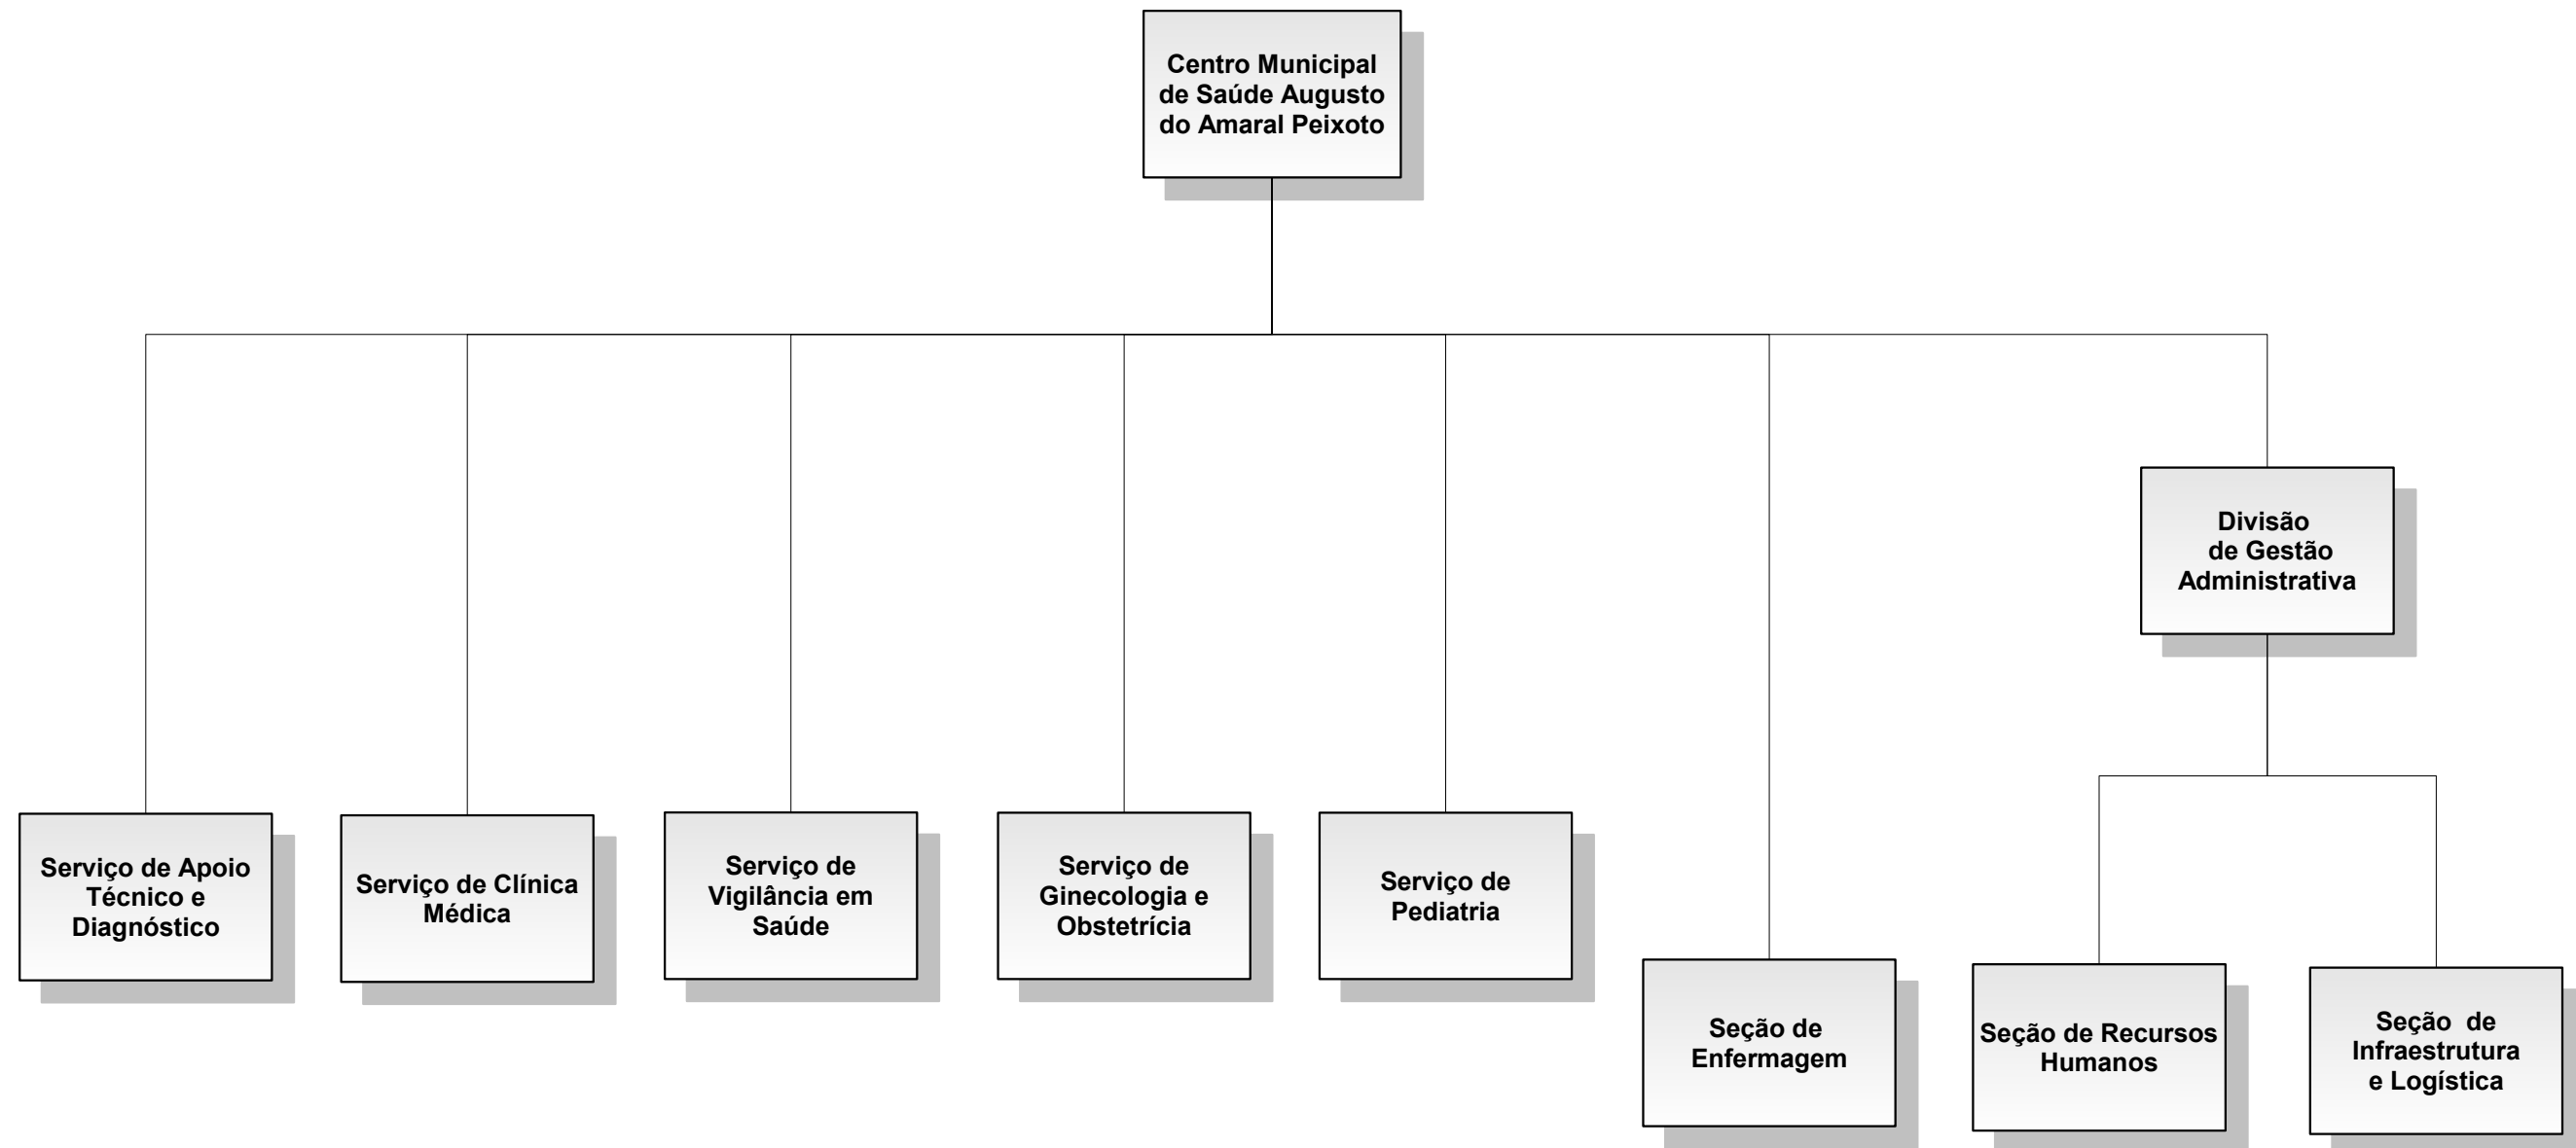 Centro Municipal
de Saúde Augusto
do Amaral Peixoto
Divisão
de Gestão
Administrativa
Serviço de Apoio
Técnico e
Diagnóstico
Serviço de Clínica
Médica
Serviço de
Vigilância em
Saúde
Serviço de
Ginecologia e
Obstetrícia
Serviço de
Pediatria
Seção de
Enfermagem
Seção de Recursos
Humanos
Seção  de
Infraestrutura
e Logística